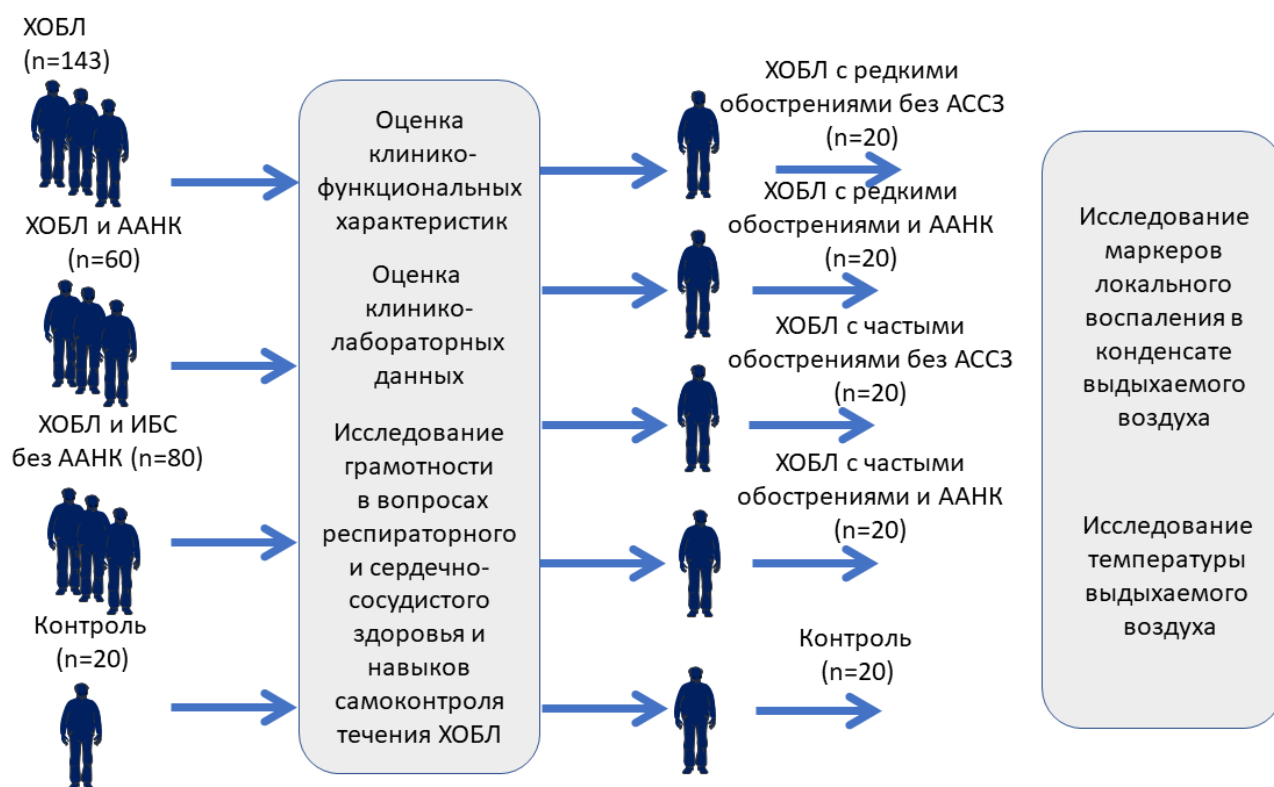 ХОБЛ
(n=143)
ХОБЛ и ААНК
(n=60)
ХОБЛ и ИБС
без ААНК (n=80)
Контроль
(n=20)
Оценка
клинико-
функциональных
характеристик
Оценка
клинико-
лабораторных
данных
Исследование
грамотности
в вопросах
респираторного
и сердечно-
сосудистого
здоровья и
навыков
самоконтроля
течения ХОБЛ
ХОБЛ с редкими
обострениями без АССЗ
(n=20)
ХОБЛ с редкими
обострениями и ААНК
(n=20)
ХОБЛ с частыми
обострениями без АССЗ
(n=20)
ХОБЛ с частыми
обострениями и ААНК
(n=20)
Контроль
(n=20)
Исследование
маркеров
локального
воспаления в
конденсате
выдыхаемого
воздуха
Исследование
температуры
выдыхаемого
воздуха